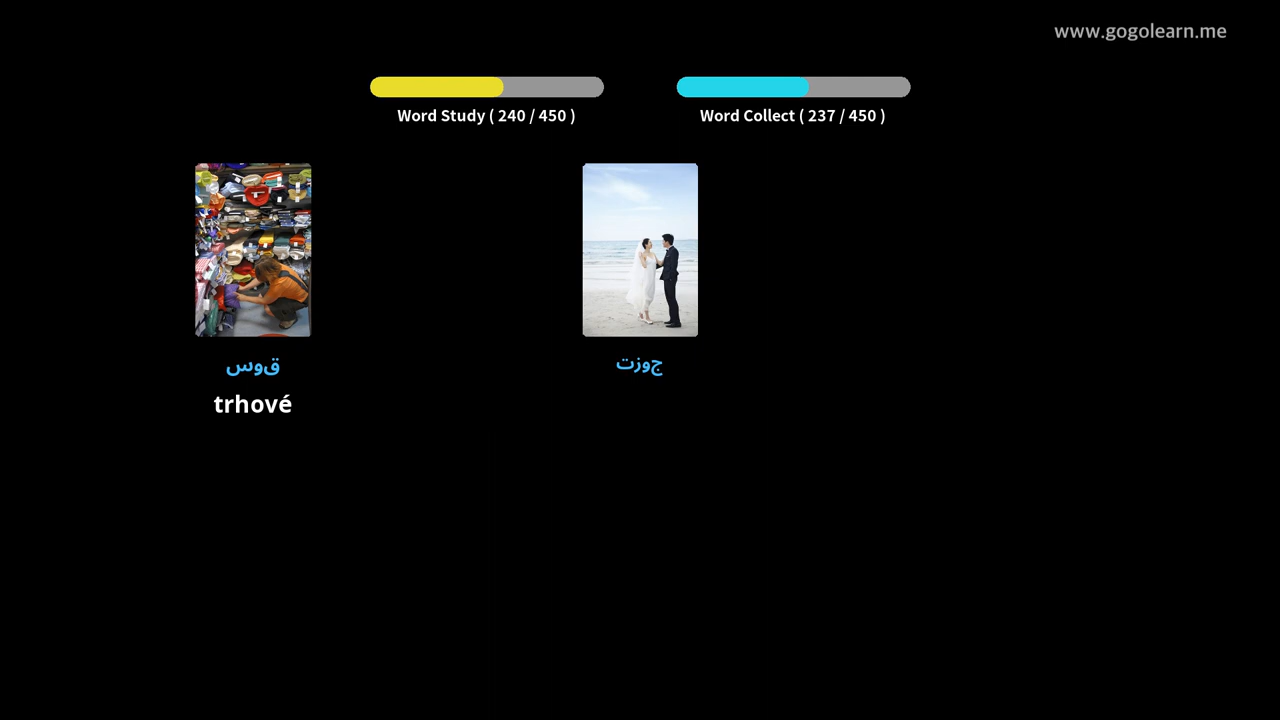 www.gogolearn.me
Word Study ( 240 / 450 )
Word Collect ( 237 / 450 )
قوس
trhové
جوزت